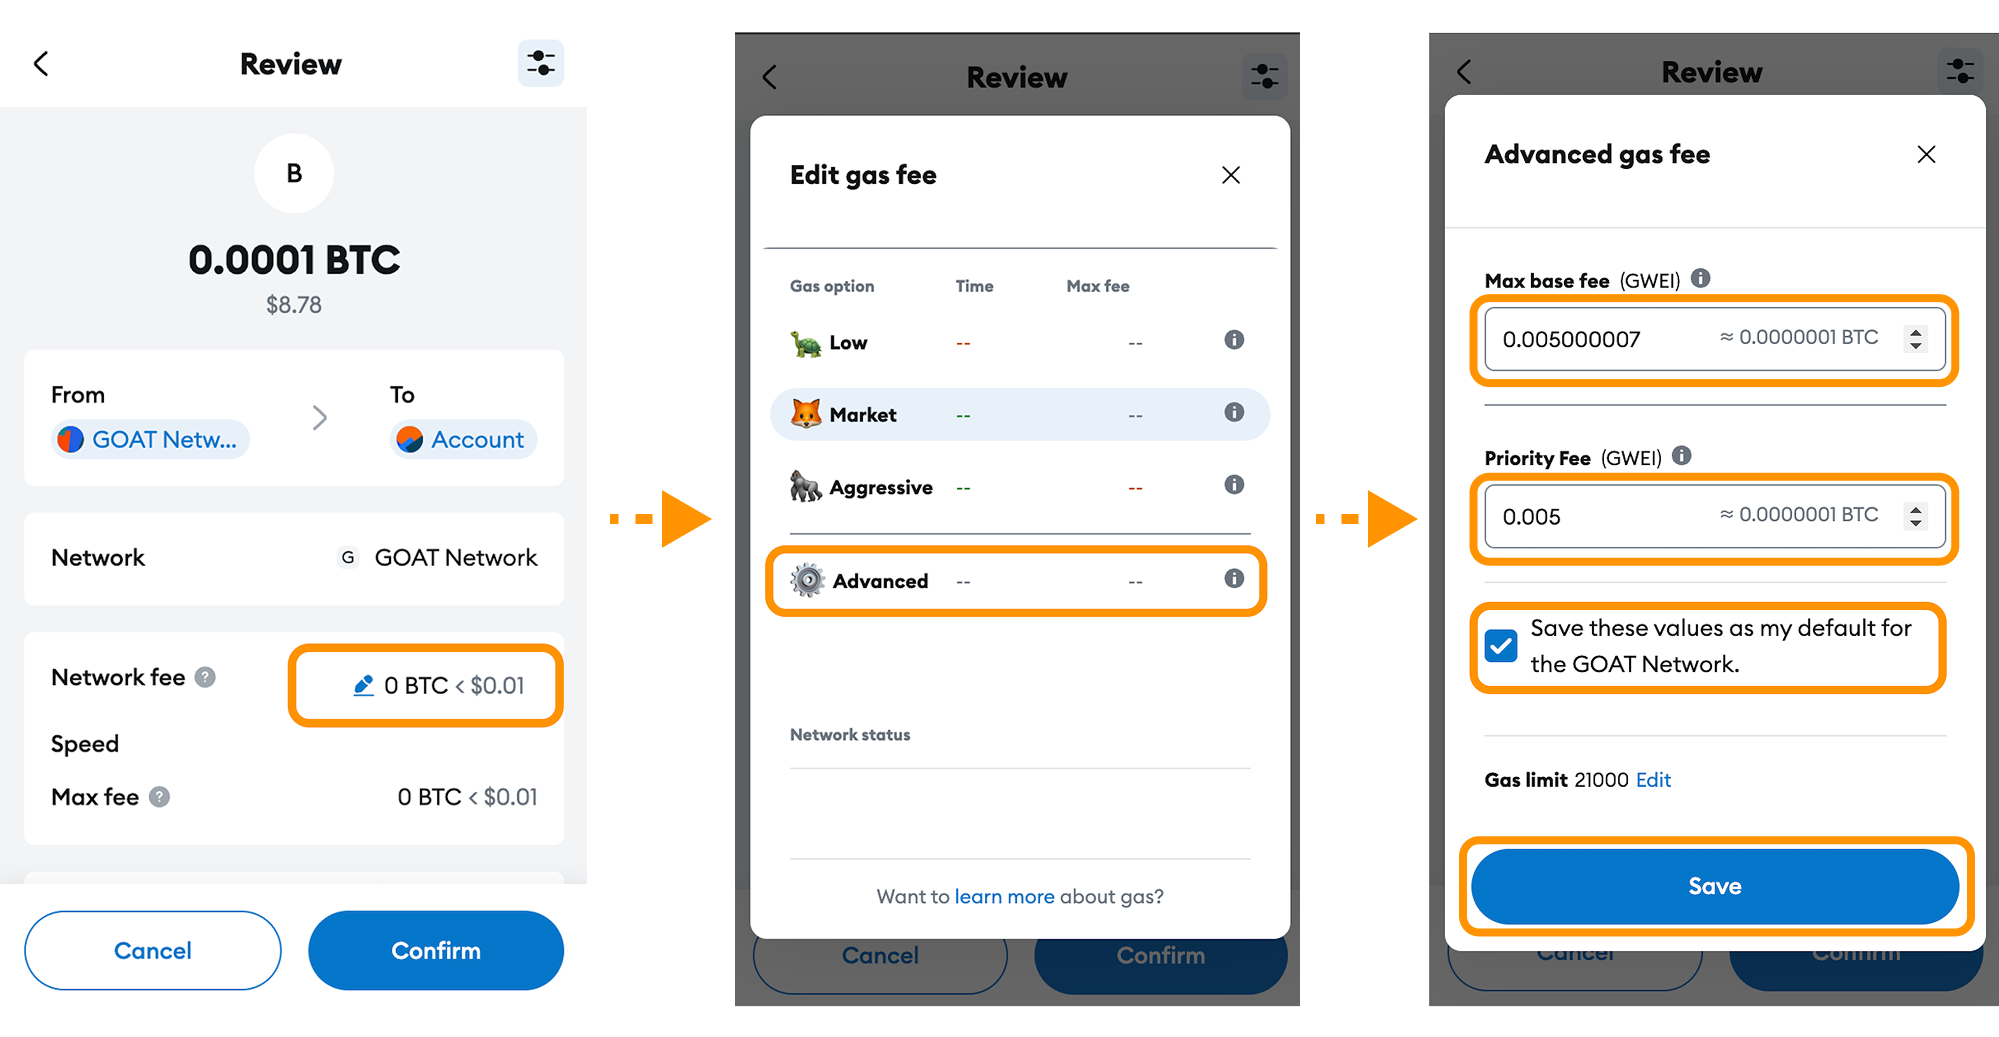 Review
B
0.0001 BTC
$8.78
From
To
GOAT Netw...
Account
Network
G GOAT Network
Network fee ?
0 BTC < $0.01
Speed
Max fee ?
0 BTC < $0.01
Cancel
Confirm
Review
Edit gas fee
Gas option Time Max fee
Low -- --
Market -- --
Aggressive -- --
Advanced -- --
Network status
Want to learn more about gas?
Cancel
Confirm
Review
Advanced gas fee
Max base fee (GWEI)
0.005000007 ≈ 0.0000001 BTC
Priority Fee (GWEI)
0.005 ≈ 0.0000001 BTC
Save these values as my default for
the GOAT Network.
Gas limit 21000 Edit
Save
Cancel
Confirm